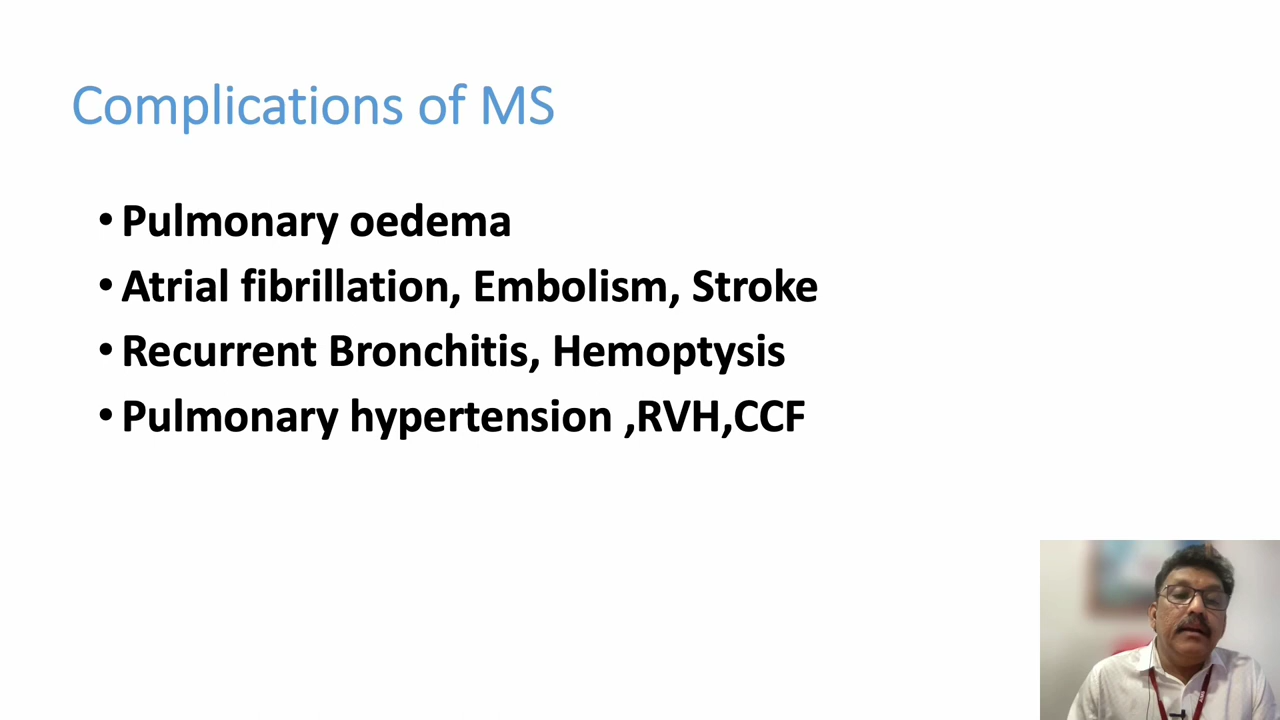 Complications of MS
• Pulmonary oedema
• Atrial fibrillation, Embolism, Stroke
• Recurrent Bronchitis, Hemoptysis
• Pulmonary hypertension ,RVH,CCF